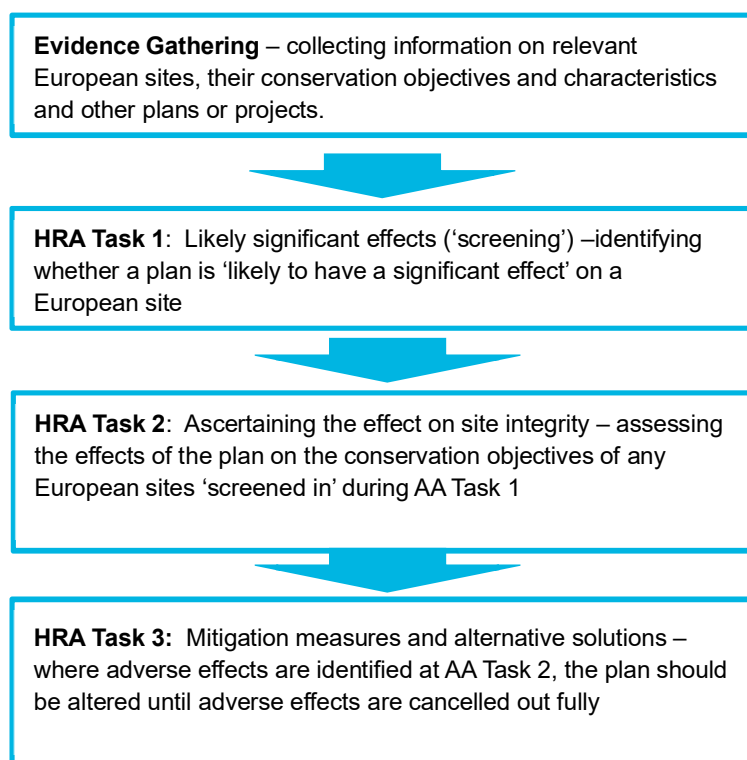 Evidence Gathering – collecting information on relevant
European sites, their conservation objectives and characteristics
and other plans or projects.
HRA Task 1:  Likely significant effects (‘screening’) –identifying
whether a plan is ‘likely to have a significant effect’ on a
European site
HRA Task 2:  Ascertaining the effect on site integrity – assessing
the effects of the plan on the conservation objectives of any
European sites ‘screened in’ during AA Task 1
HRA Task 3:  Mitigation measures and alternative solutions –
where adverse effects are identified at AA Task 2, the plan should
be altered until adverse effects are cancelled out fully